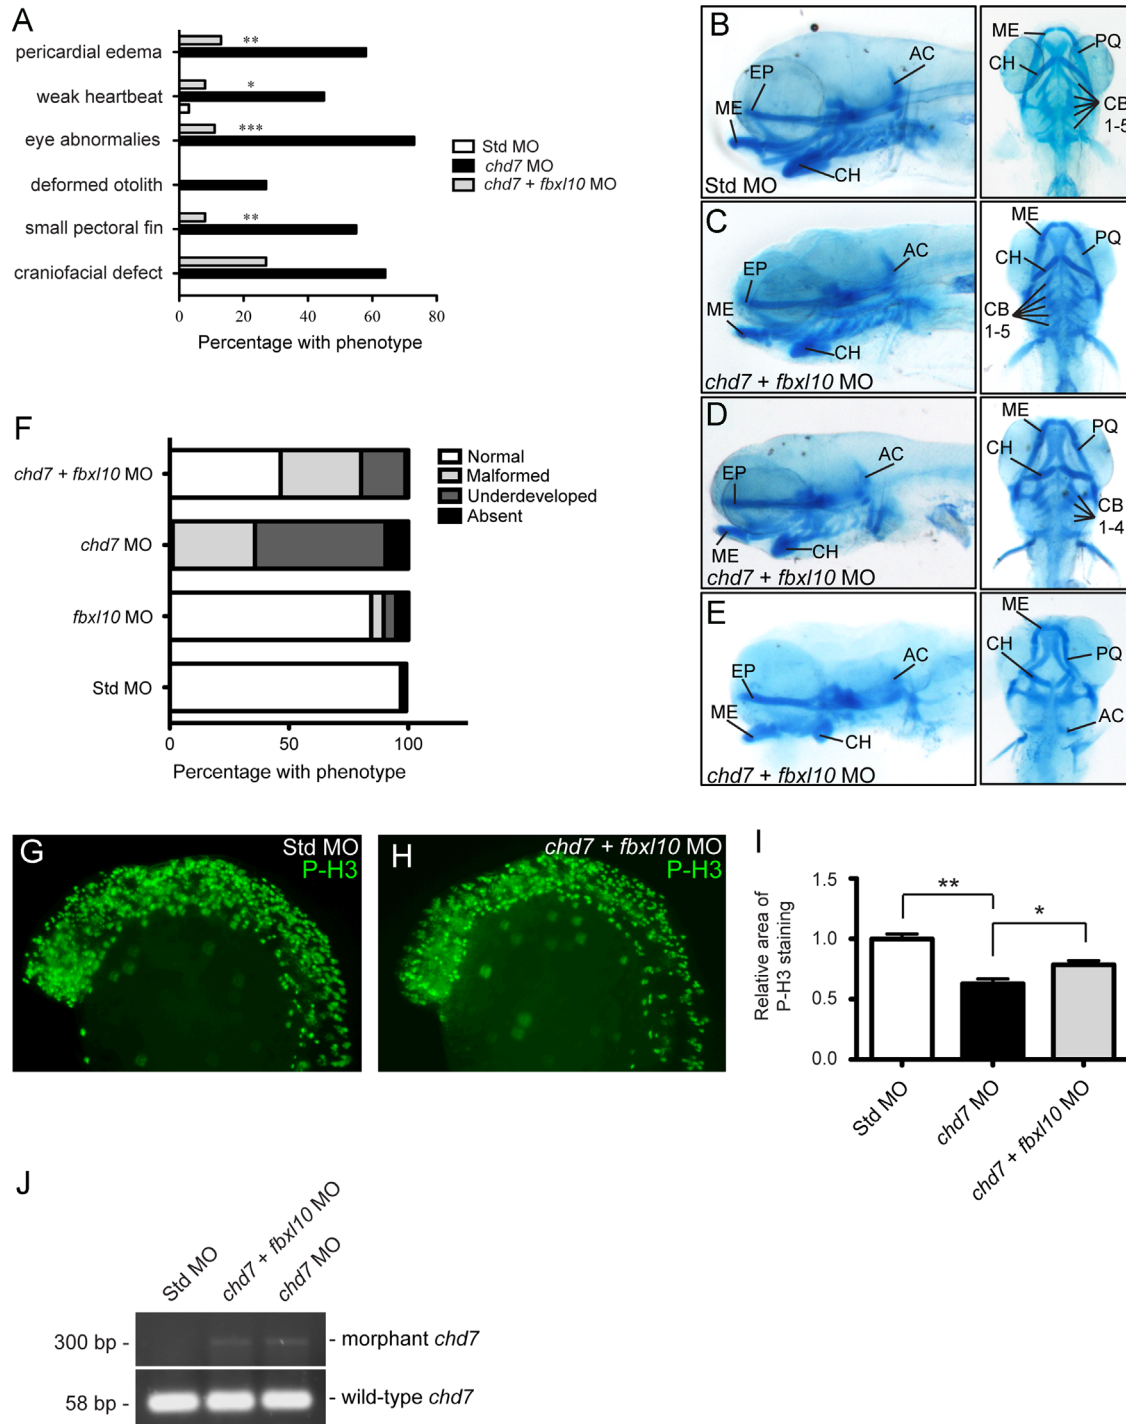 A
pericardial edema
weak heartbeat
eye abnormalies
deformed otolith
small pectoral fin
craniofacial defect
** 
*
***
**
0 20 40 60 80
Percentage with phenotype
Std MO
chd7 MO
chd7 + fbxl10 MO
B
EP
ME
AC
CH
Std MO
ME
PQ
CH
CB
1-5
C
EP
ME
AC
CH
chd7 + fbxl10 MO
ME
PQ
CH
CB
1-5
D
EP
ME
AC
CH
chd7 + fbxl10 MO
ME
PQ
CH
CB
1-4
E
EP
ME
AC
CH
chd7 + fbxl10 MO
ME
CH
PQ
AC
F
chd7 + fbxl10 MO
chd7 MO
fbxl10 MO
Std MO
0 50 100
Percentage with phenotype
Normal
Malformed
Underdeveloped
Absent
G
Std MO
P-H3
H
chd7 + fbxl10 MO
P-H3
I
Relative area of
P-H3 staining
1.5
1.0
0.5
0.0
**
*
Std MO
chd7 MO
chd7 + fbxl10 MO
J
Std MO
chd7 + fbxl10 MO
chd7 MO
300 bp -
- morphant chd7
58 bp -
- wild-type chd7